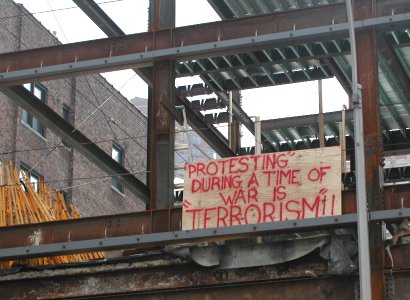 "PROTESTING"
DURING A TIME OF
WAR IS
"TERRORISM"!!